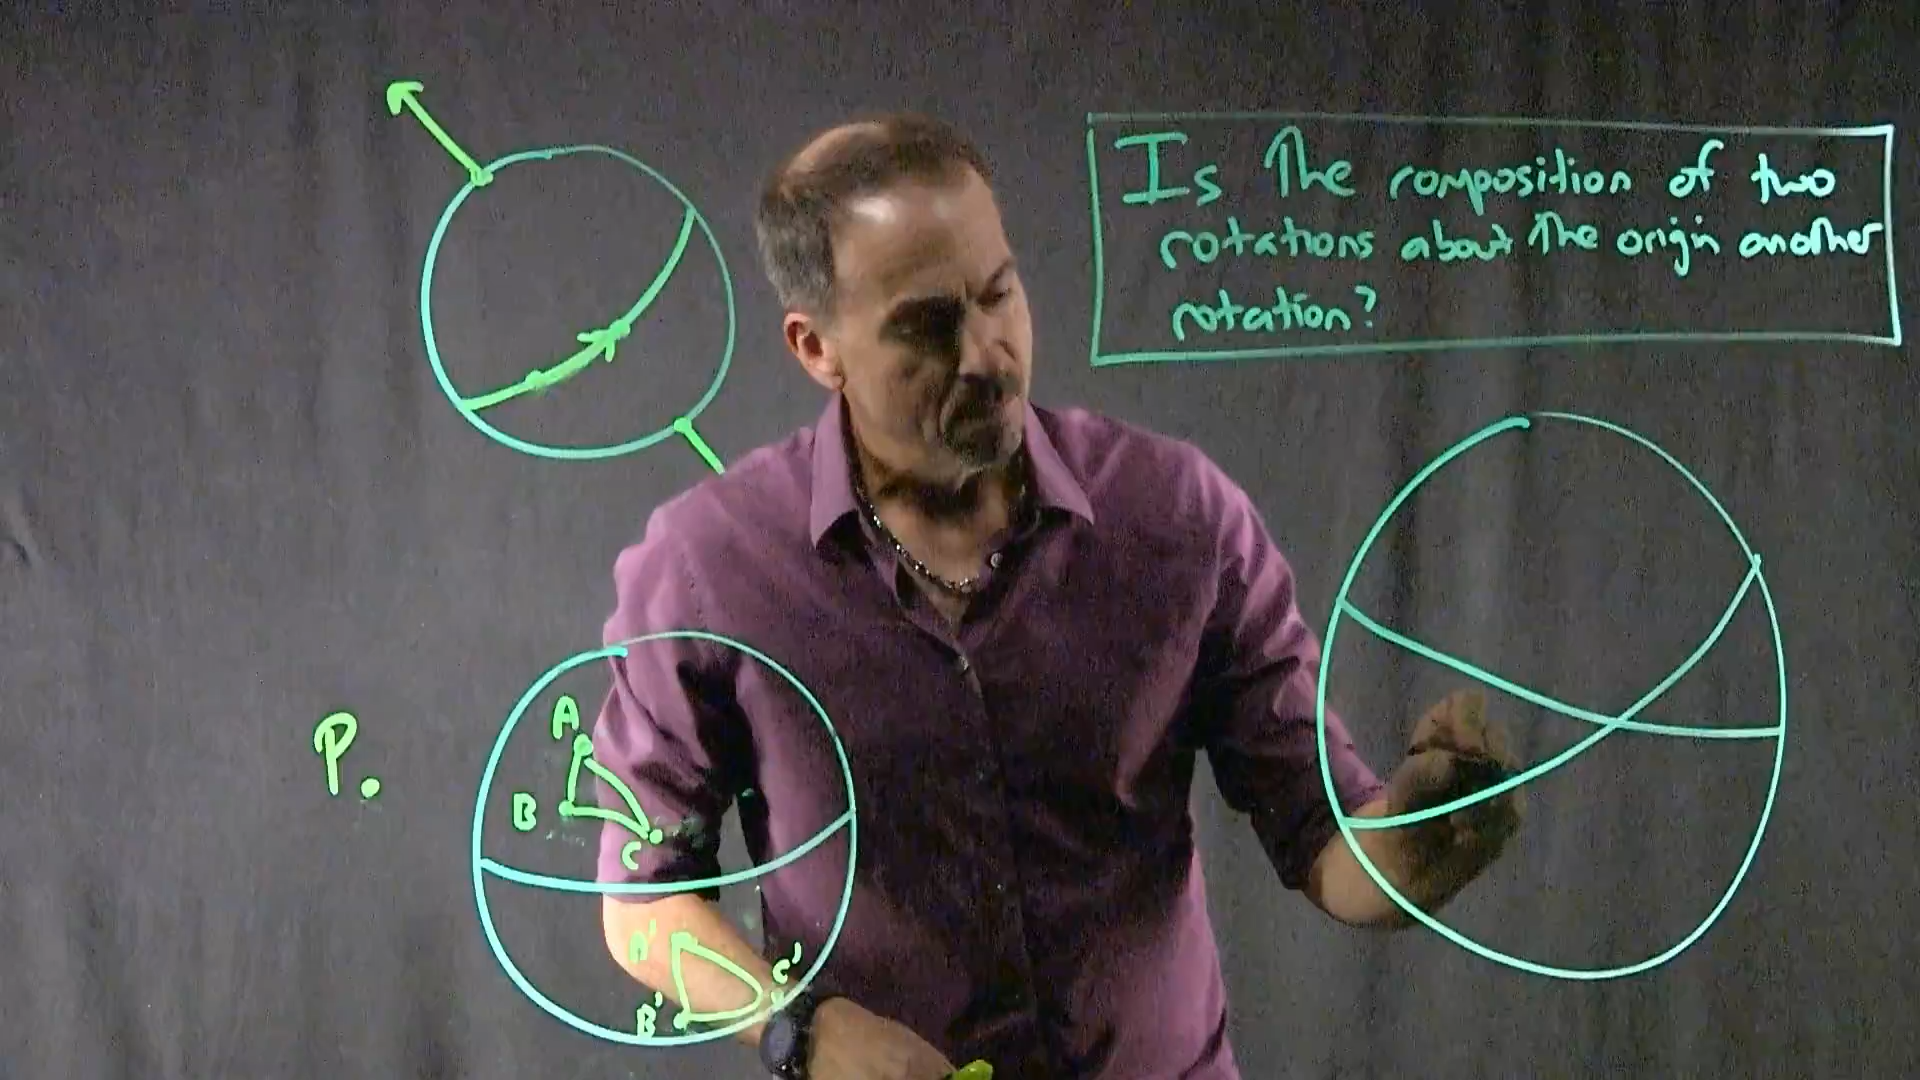 Is The composition of two
rotations about The origin another
rotation?
P.
A
B
C
A'
C'
B'